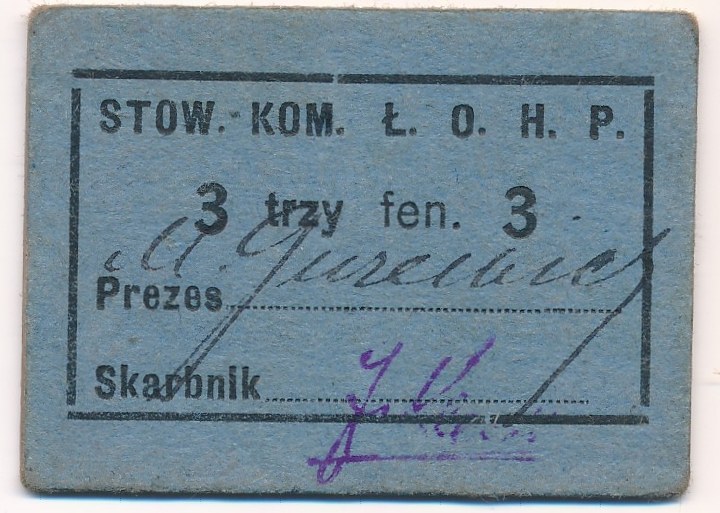 STOW. KOM. Ł. O. H. P.
3 trzy fen. 3
Prezes
Skarbnik